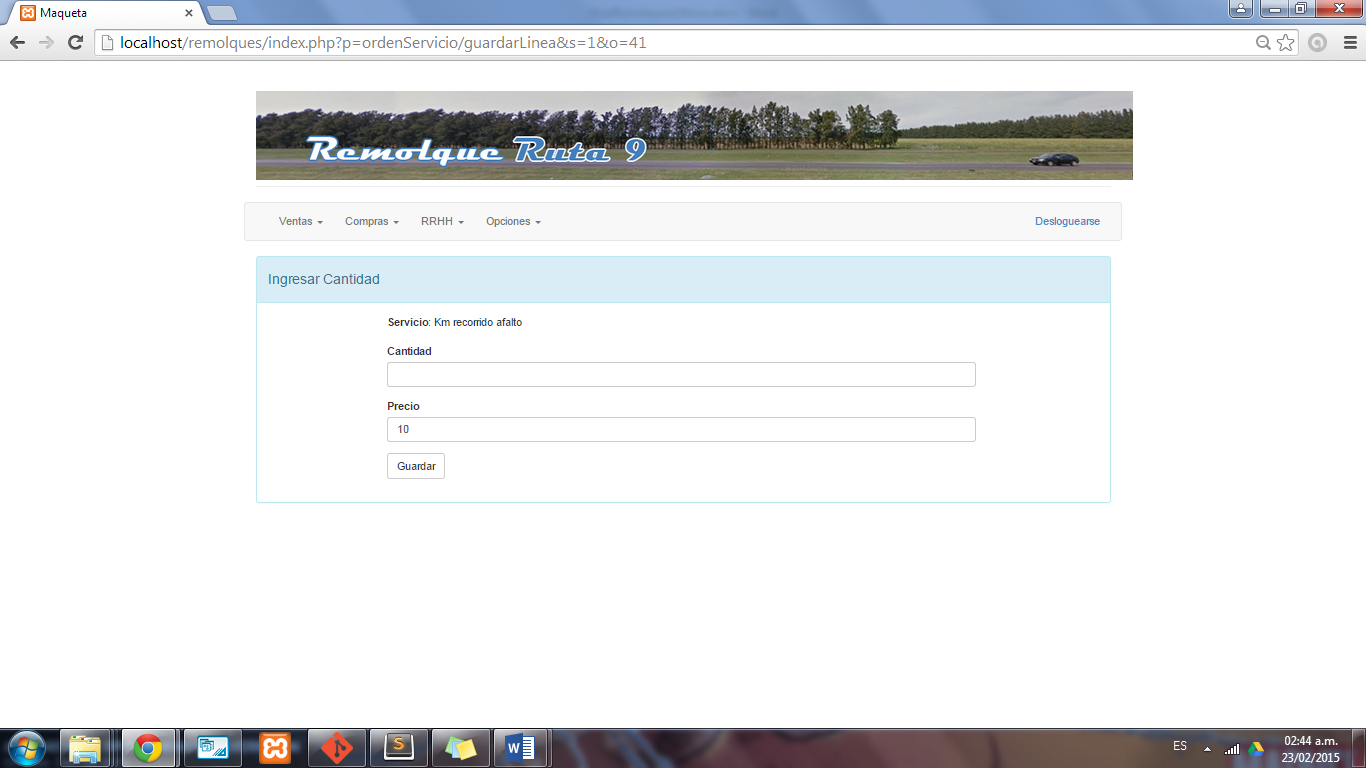 Maqueta
localhost/remolques/index.php?p=ordenServicio/guardarLinea&s=1&o=41
Remolque Ruta 9
Ventas Compras RRHH Opciones Desloguearse
Ingresar Cantidad
Servicio: Km recorrido afalto
Cantidad
Precio
10
Guardar
ES
02:44 a.m.
23/02/2015